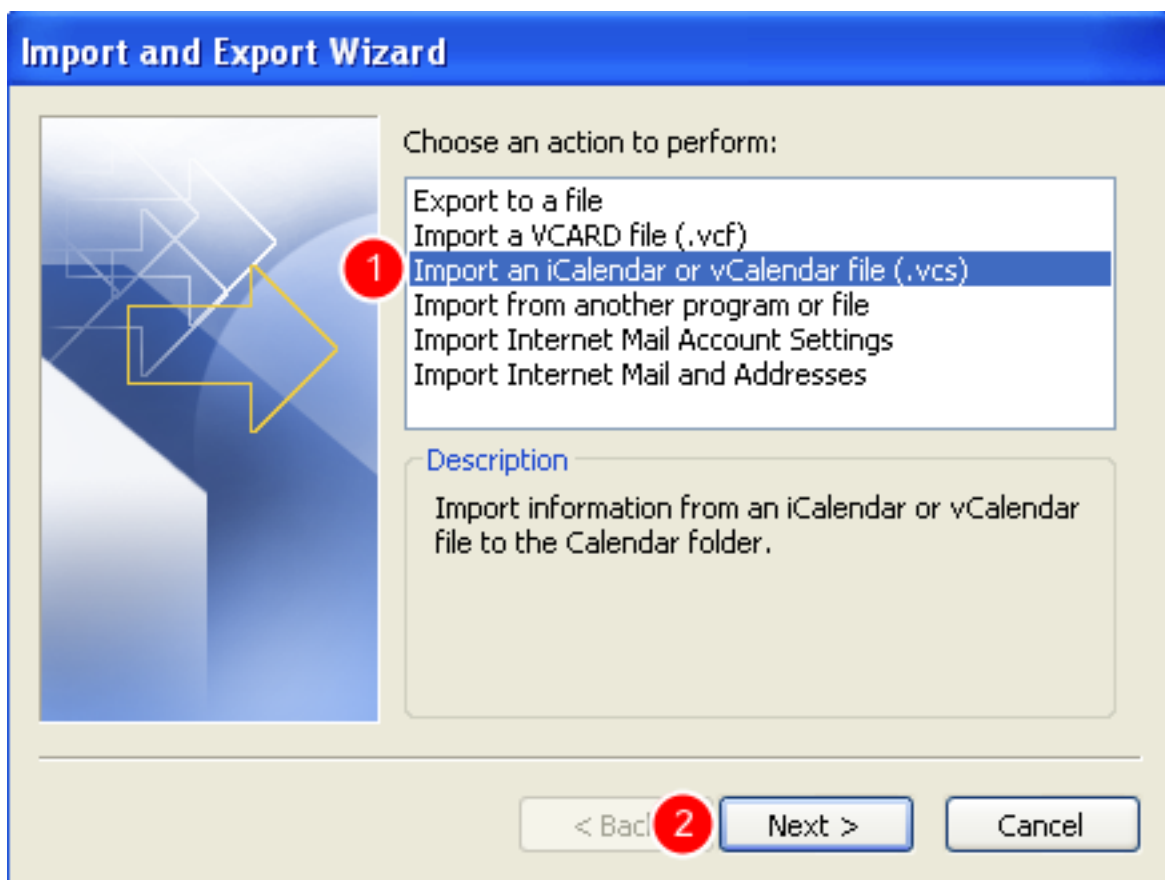 Import and Export Wizard
Choose an action to perform:
Export to a file
Import a VCARD file (.vcf)
1
Import an iCalendar or vCalendar file (.vcs)
Import from another program or file
Import Internet Mail Account Settings
Import Internet Mail and Addresses
Description
Import information from an iCalendar or vCalendar
file to the Calendar folder.
< Bac
2
Next >
Cancel